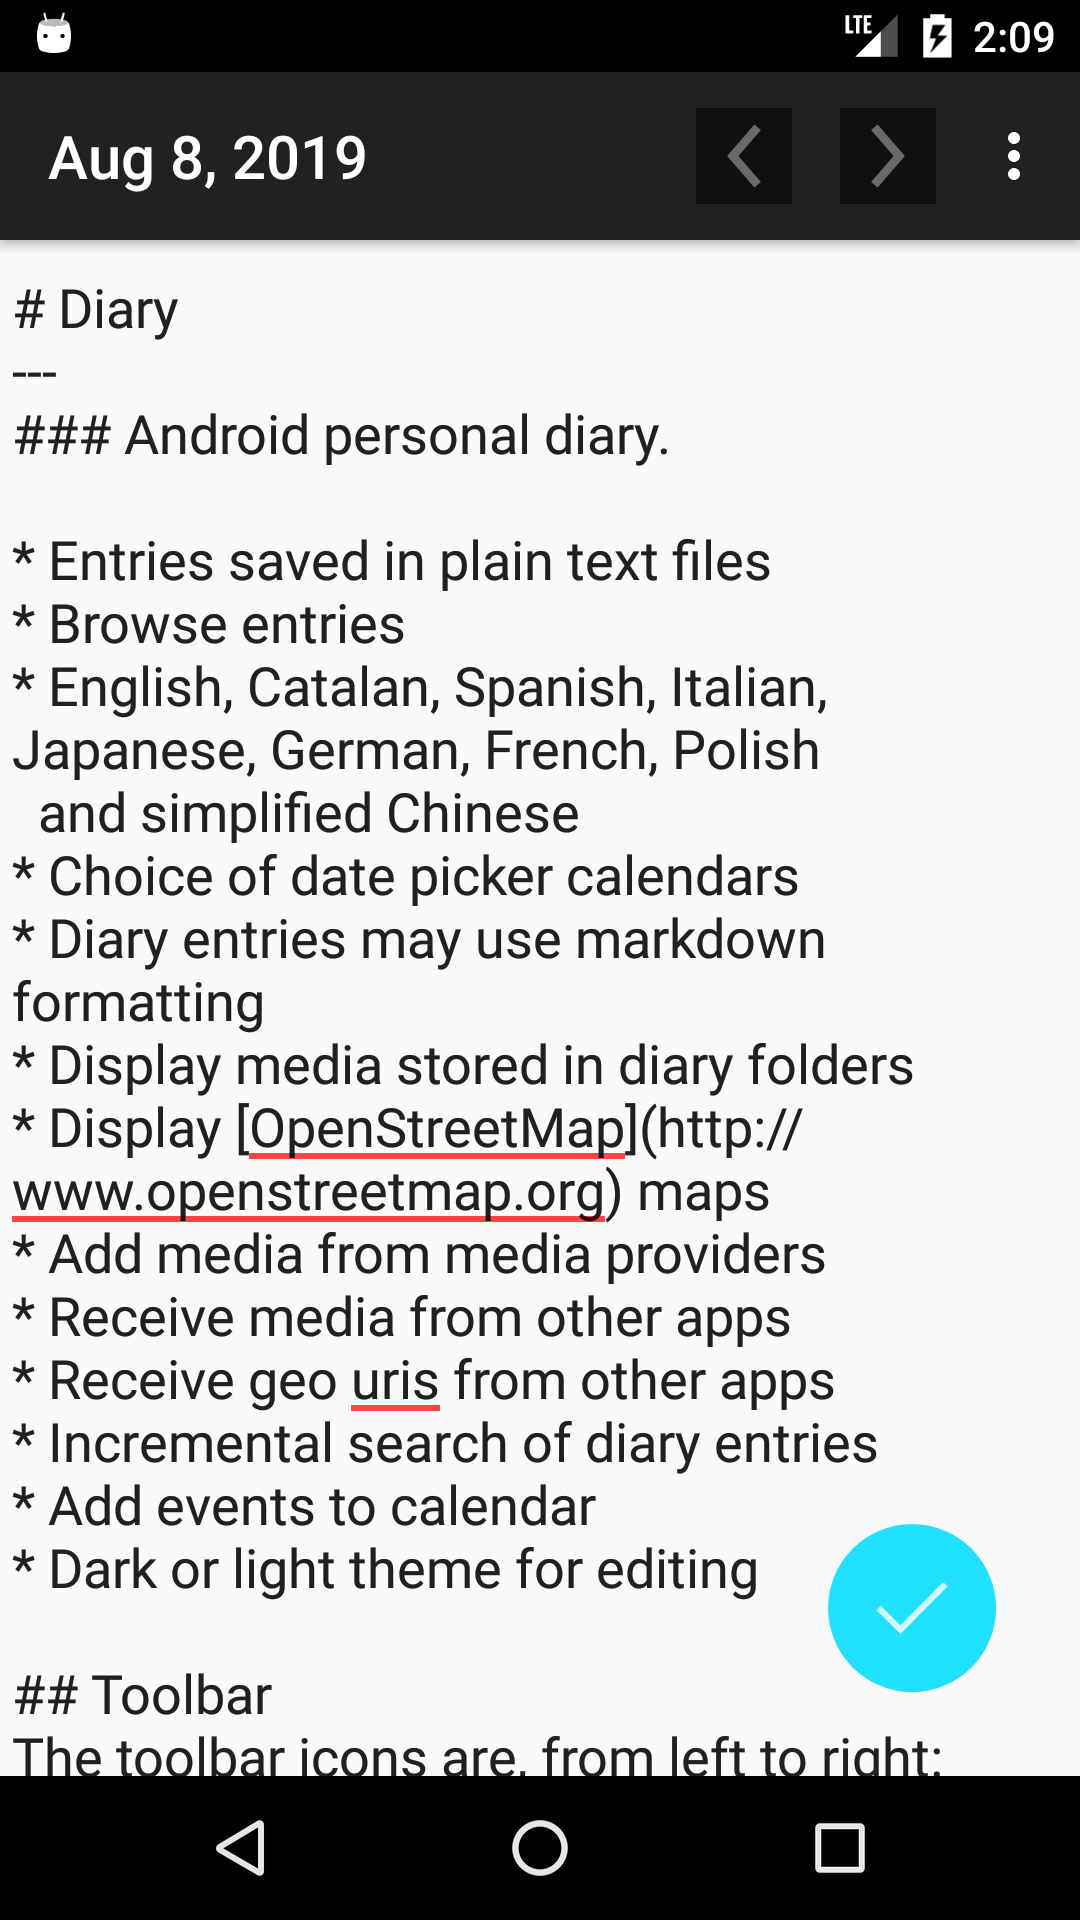 LTE 2:09
Aug 8, 2019
# Diary
---
### Android personal diary.
* Entries saved in plain text files
* Browse entries
* English, Catalan, Spanish, Italian,
Japanese, German, French, Polish
and simplified Chinese
* Choice of date picker calendars
* Diary entries may use markdown
formatting
* Display media stored in diary folders
* Display [OpenStreetMap](http://
www.openstreetmap.org) maps
* Add media from media providers
* Receive media from other apps
* Receive geo uris from other apps
* Incremental search of diary entries
* Add events to calendar
* Dark or light theme for editing
## Toolbar
The toolbar icons are, from left to right: